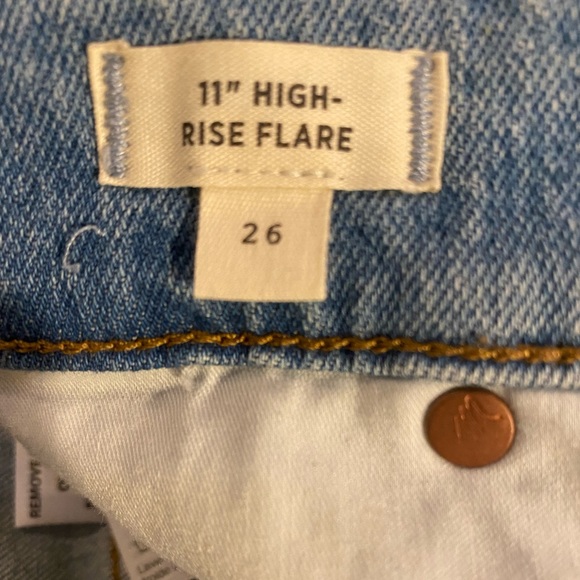 11" HIGH-
RISE FLARE
26
REMOVE